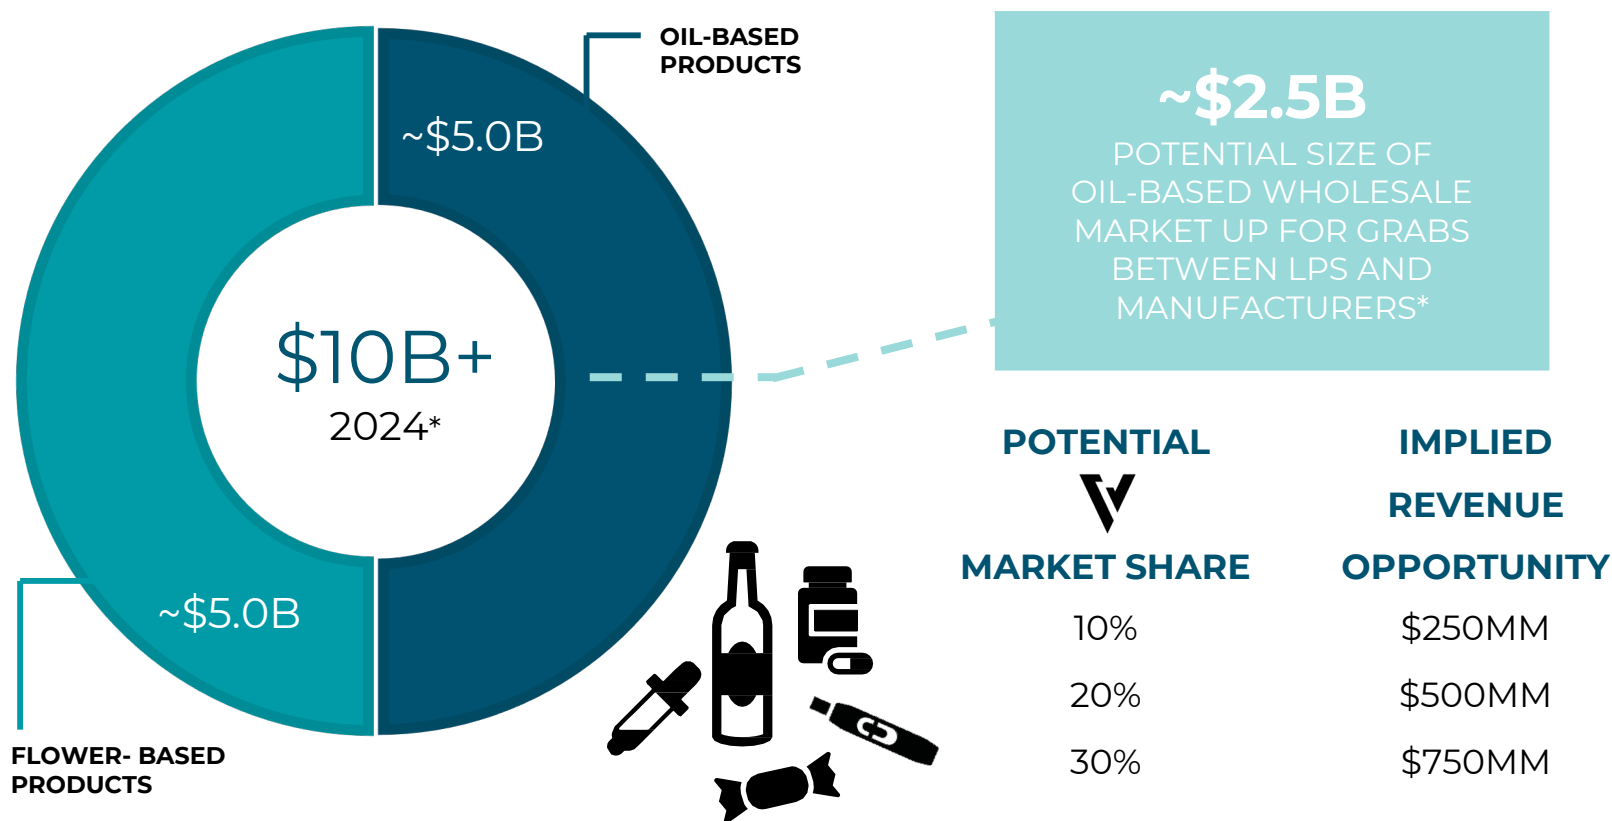 OIL-BASED
PRODUCTS
~$5.0B
$10B+
2024*
~$5.0B
FLOWER- BASED
PRODUCTS
~$2.5B
POTENTIAL SIZE OF
OIL-BASED WHOLESALE
MARKET UP FOR GRABS
BETWEEN LPS AND
MANUFACTURERS*
POTENTIAL
MARKET SHARE
IMPLIED
REVENUE
OPPORTUNITY
10% $250MM
20% $500MM
30% $750MM